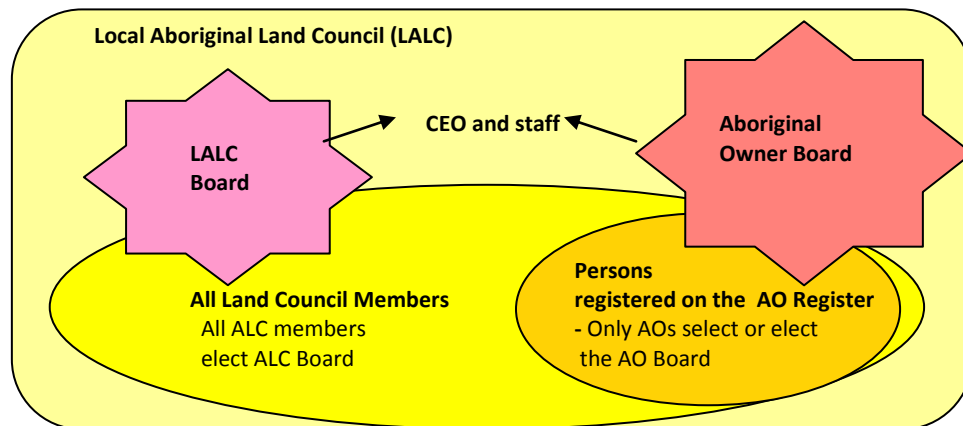 Local Aboriginal Land Council (LALC)
CEO and staff
LALC
Board
Aboriginal
Owner Board
All Land Council Members
All ALC members
elect ALC Board
Persons
registered on the AO Register
- Only AOs select or elect
the AO Board